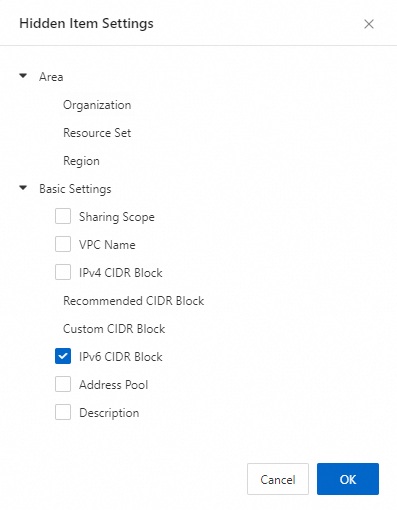 Hidden Item Settings
Area
Organization
Resource Set
Region
Basic Settings
Sharing Scope
VPC Name
IPv4 CIDR Block
Recommended CIDR Block
Custom CIDR Block
IPv6 CIDR Block
Address Pool
Description
Cancel
OK